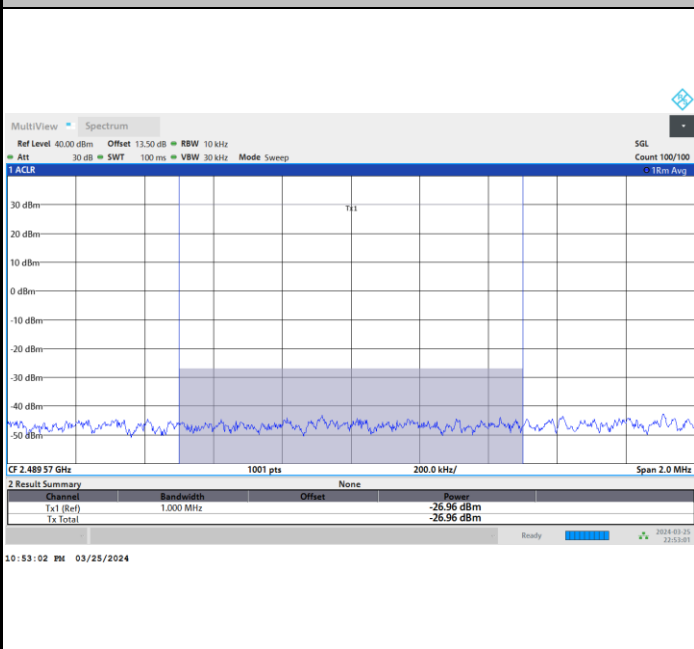 MultiView Spectrum
Ref Level 40.00 dBm Offset 13.50 dB RBW 10 kHz SGL
Att 30 dB SWT 100 ms VBW 30 kHz Mode Sweep Count 100/100
1 ACLR 1Rm Avg
Tx1
30 dBm
20 dBm
10 dBm
0 dBm
-10 dBm
-20 dBm
-30 dBm
-40 dBm
-50 dBm
CF 2.489 57 GHz 1001 pts 200.0 kHz/ Span 2.0 MHz
2 Result Summary None
Channel Bandwidth Offset Power
Tx1 (Ref) 1.000 MHz -26.96 dBm
Tx Total -26.96 dBm
Ready 2024-03-25
22:53:01
10:53:02 PM 03/25/2024